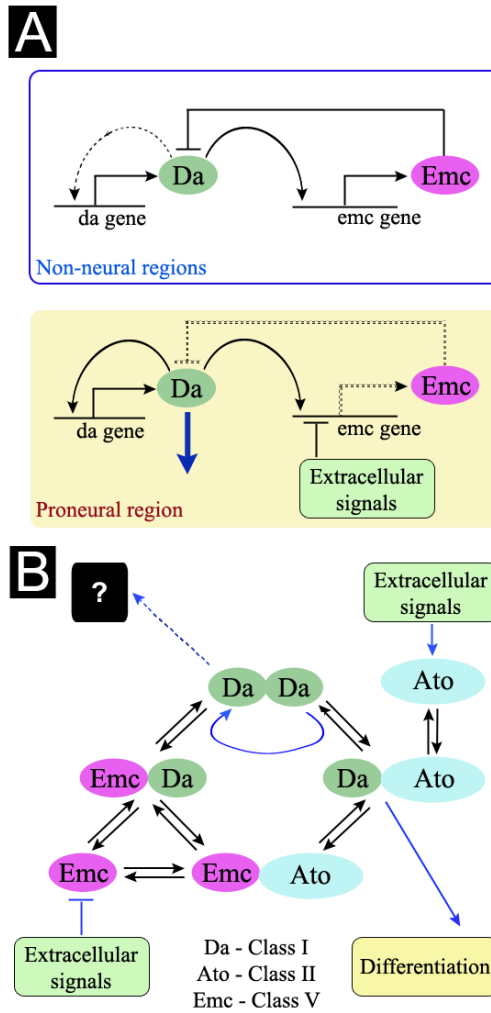 A
Da
Emc
da gene
emc gene
Non-neural regions
Da
Emc
da gene
emc gene
Extracellular
signals
Proneural region
B
?
Extracellular
signals
Da Da
Ato
Emc Da
Da Ato
Emc
Emc Ato
Extracellular
signals
Da - Class I
Ato - Class II
Emc - Class V
Differentiation